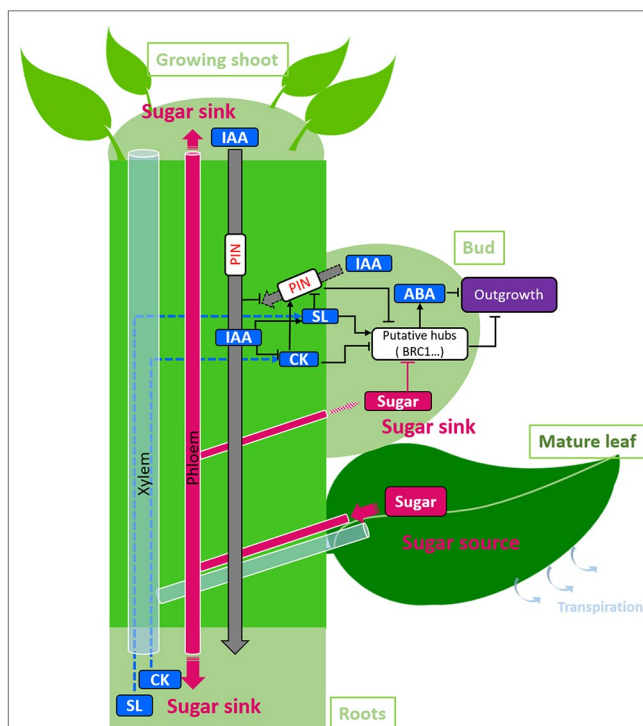 Growing shoot
Sugar sink
IAA
PIN
Bud
IAA
PIN
ABA
Outgrowth
SL
IAA
Putative hubs
( BRC1...)
CK
Sugar
Sugar sink
Mature leaf
Xylem
Phloem
Sugar
Sugar source
Transpiration
CK
SL
Sugar sink
Roots